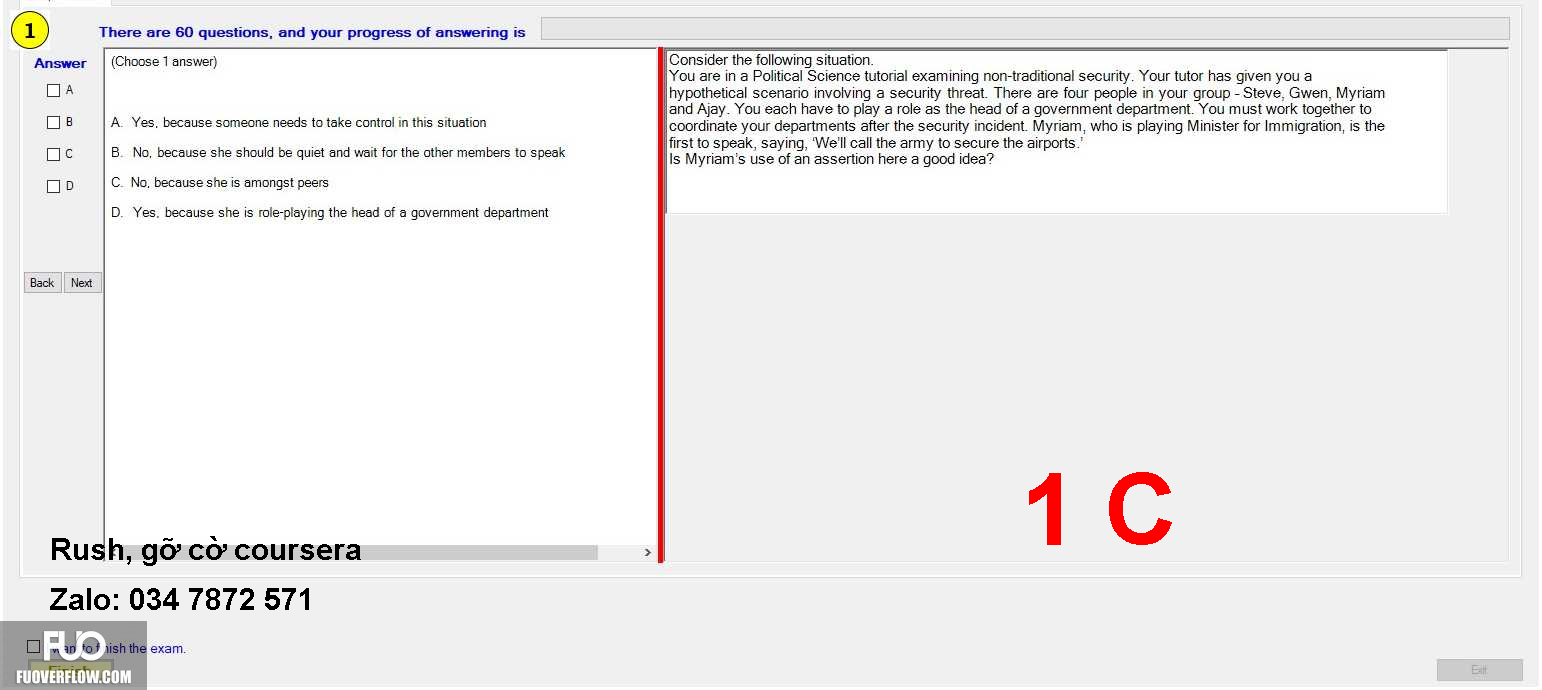 1
There are 60 questions, and your progress of answering is
Answer
A
B
C
D
Back Next
(Choose 1 answer)
A. Yes, because someone needs to take control in this situation
B. No, because she should be quiet and wait for the other members to speak
C. No, because she is amongst peers
D. Yes, because she is role-playing the head of a government department
Consider the following situation.
You are in a Political Science tutorial examining non-traditional security. Your tutor has given you a
hypothetical scenario involving a security threat. There are four people in your group - Steve, Gwen, Myriam
and Ajay. You each have to play a role as the head of a government department. You must work together to
coordinate your departments after the security incident. Myriam, who is playing Minister for Immigration, is the
first to speak, saying, ‘We’ll call the army to secure the airports.’
Is Myriam’s use of an assertion here a good idea?
1 C
Rush, gỡ cờ coursera
Zalo: 034 7872 571
FUO
want to finish the exam.
Finish
FUOVERFLOW.COM
Exit